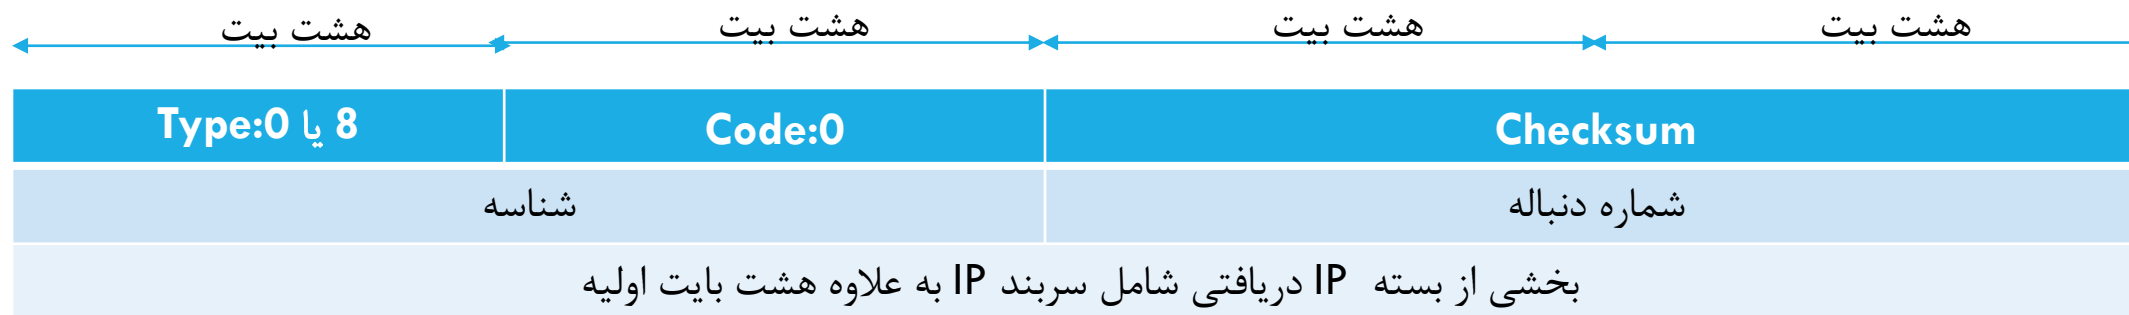 هشت بیت
هشت بیت
هشت بیت
هشت بیت
Type:0 یا 8
Code:0
Checksum
شناسه
شماره دنباله
بخشی از بسته IP دریافتی شامل سربند IP به علاوه هشت بایت اولیه